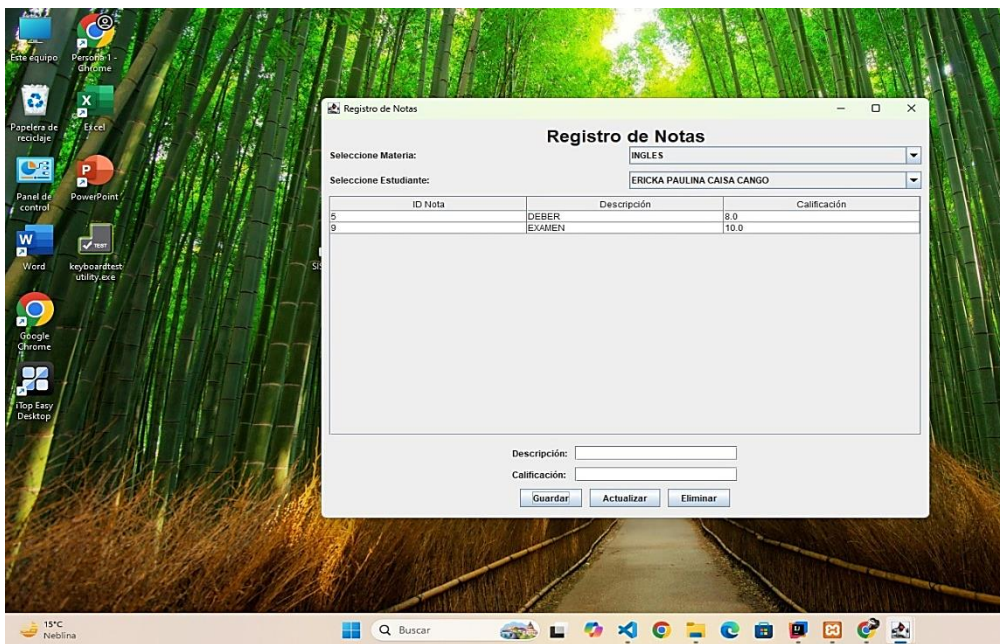 Este equipo
Persona 1 -
Chrome
Papelera de
reciclaje
Excel
Panel de
control
PowerPoint
Word
keyboardtest-
utility.exe
TEST
Google
Chrome
iTop Easy
Desktop
Registro de Notas
Registro de Notas
Seleccione Materia: INGLES
Seleccione Estudiante: ERICKA PAULINA CAISA CANGO
ID Nota Descripción Calificación
5 DEBER 8.0
9 EXAMEN 10.0
Descripción:
Calificación:
Guardar Actualizar Eliminar
15°C
Neblina
Buscar